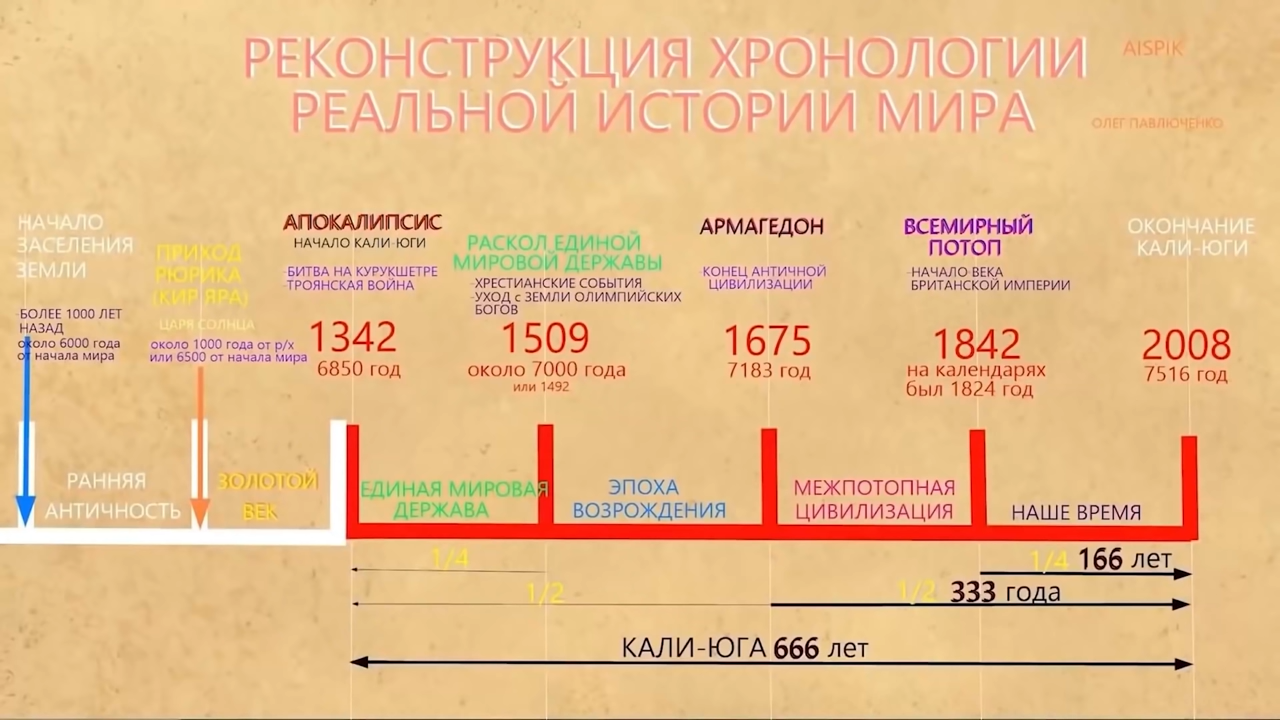 РЕКОНСТРУКЦИЯ ХРОНОЛОГИИ
РЕАЛЬНОЙ ИСТОРИИ МИРА
AISPIK
ОЛЕГ ПАВЛЮЧЕНКО
НАЧАЛО
ЗАСЕЛЕНИЯ
ЗЕМЛИ
-БОЛЕЕ 1000 ЛЕТ
НАЗАД
около 6000 года
от начала мира
ПРИХОД
РЮРИКА
(КИР ЯРА)
ЦАРЯ СОЛНЦА
около 1000 года от р/х
или 6500 от начала мира
АПОКАЛИПСИС
НАЧАЛО КАЛИ-ЮГИ
-БИТВА НА КУРУКШЕТРЕ
-ТРОЯНСКАЯ ВОЙНА
1342
6850 год
РАСКОЛ ЕДИНОЙ
МИРОВОЙ ДЕРЖАВЫ
-ХРЕСТИАНСКИЕ СОБЫТИЯ
-УХОД с ЗЕМЛИ ОЛИМПИЙСКИХ
БОГОВ
1509
около 7000 года
или 1492
АРМАГЕДОН
-КОНЕЦ АНТИЧНОЙ
ЦИВИЛИЗАЦИИ
1675
7183 год
ВСЕМИРНЫЙ
ПОТОП
-НАЧАЛО ВЕКА
БРИТАНСКОЙ ИМПЕРИИ
1842
на календарях
был 1824 год
ОКОНЧАНИЕ
КАЛИ-ЮГИ
2008
7516 год
РАННЯЯ
АНТИЧНОСТЬ
ЗОЛОТОЙ
ВЕК
ЕДИНАЯ МИРОВАЯ
ДЕРЖАВА
ЭПОХА
ВОЗРОЖДЕНИЯ
МЕЖПОТОПНАЯ
ЦИВИЛИЗАЦИЯ
НАШЕ ВРЕМЯ
1/4
1/4 166 лет
1/2
1/2 333 года
КАЛИ-ЮГА 666 лет